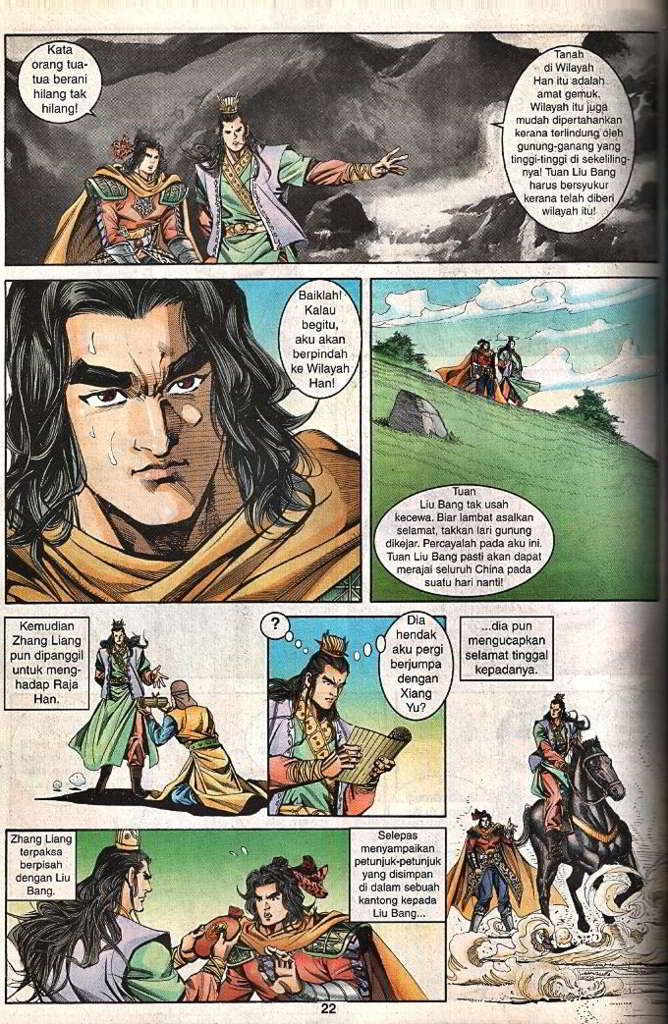 Kata
orang tua-
tua berani
hilang tak
hilang!
Tanah
di Wilayah
Han itu adalah
amat gemuk.
Wilayah itu juga
mudah dipertahankan
kerana terlindung oleh
gunung-ganang yang
tinggi-tinggi di sekeliling-
nya! Tuan Liu Bang
harus bersyukur
kerana telah diberi
wilayah itu!
Baiklah!
Kalau
begitu,
aku akan
berpindah
ke Wilayah
Han!
Tuan
Liu Bang tak usah
kecewa. Biar lambat asalkan
selamat, takkan lari gunung
dikejar. Percayalah pada aku ini.
Tuan Liu Bang pasti akan dapat
merajai seluruh China pada
suatu hari nanti!
Kemudian
Zhang Liang
pun dipanggil
untuk meng-
hadap Raja
Han.
?
Dia
hendak
aku pergi
berjumpa
dengan
Xiang
Yu?
Zhang Liang
terpaksa
berpisah
dengan Liu
Bang.
Selepas
menyampaikan
petunjuk-petunjuk
yang disimpan
di dalam sebuah
kantong kepada
Liu Bang...
...dia pun
mengucapkan
selamat tinggal
kepadanya.
22